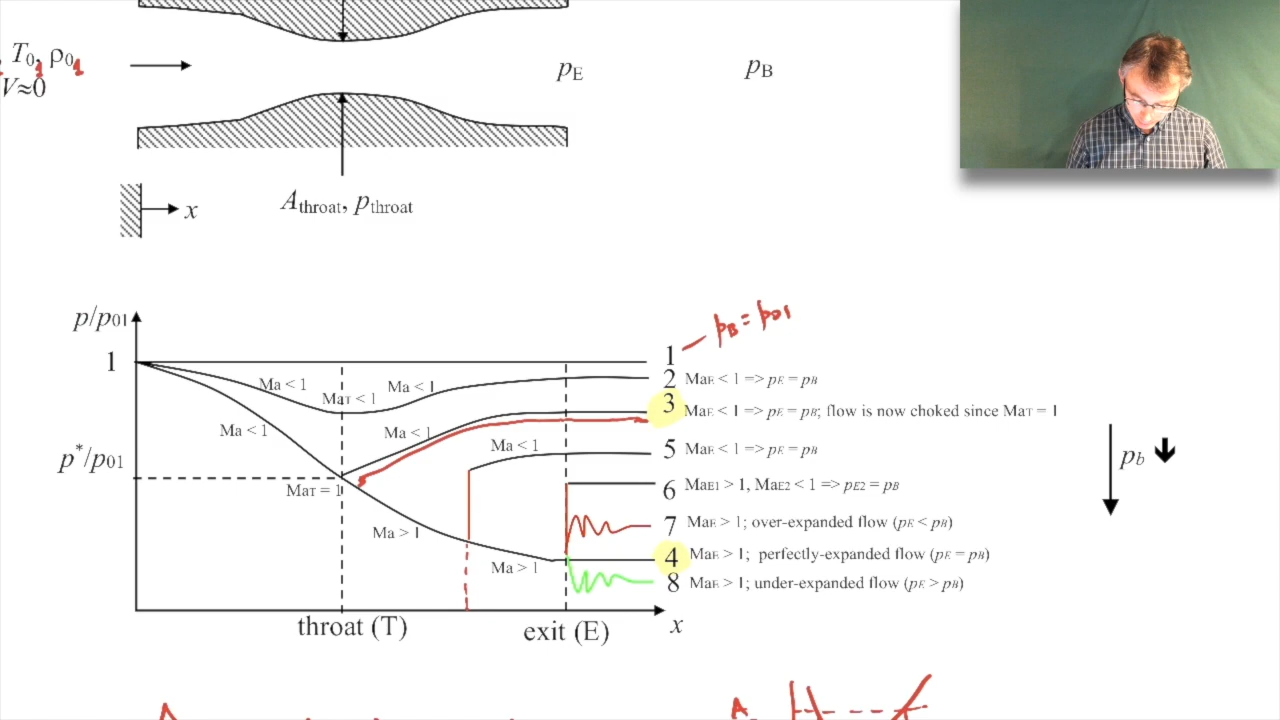 , T0, ρ01
V≈0
pE
pB
x
Athroat, pthroat
p/p01
pB = p01
1
1
Ma < 1
Ma < 1
MaT < 1
2 MaE < 1 => pE = pB
3 MaE < 1 => pE = pB; flow is now choked since MaT = 1
Ma < 1
Ma < 1
Ma < 1
5 MaE < 1 => pE = pB
p*/p01
pb
MaT = 1
6 MaE1 > 1, MaE2 < 1 => pE2 = pB
7 MaE > 1; over-expanded flow (pE < pB)
Ma > 1
4 MaE > 1; perfectly-expanded flow (pE = pB)
Ma > 1
8 MaE > 1; under-expanded flow (pE > pB)
throat (T)
exit (E)
x
A